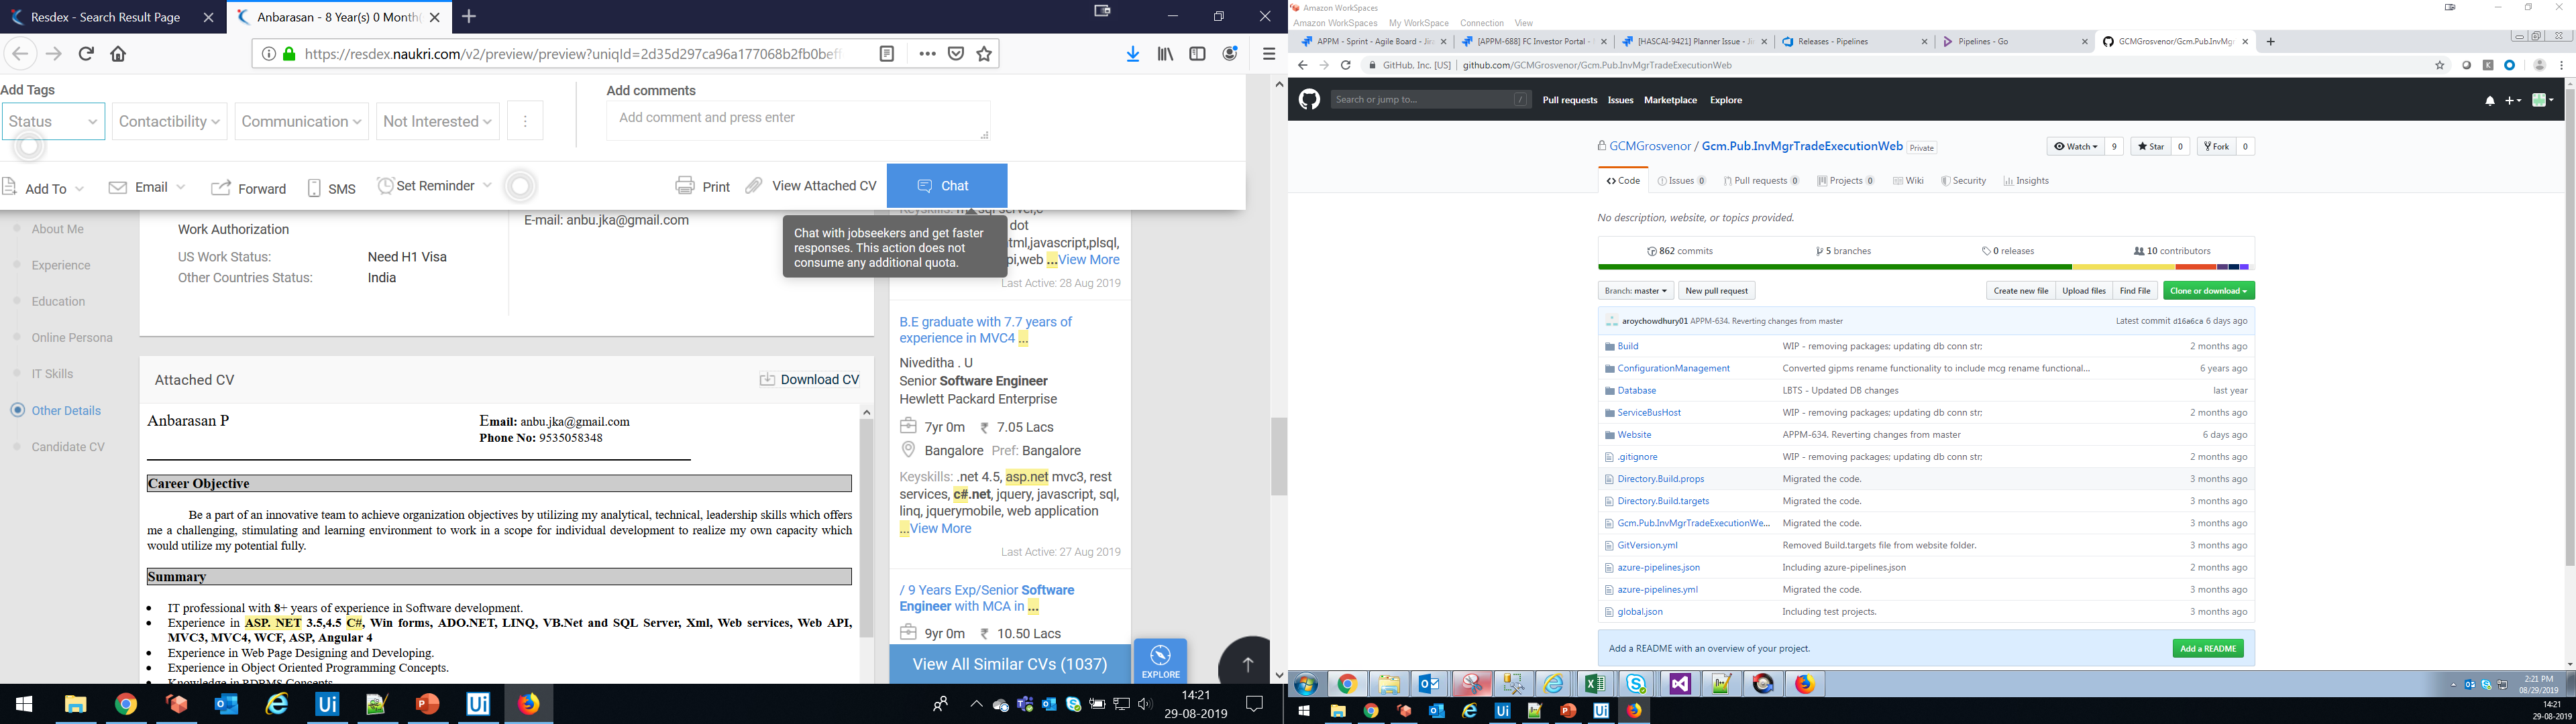 Resdex - Search Result Page
Anbarasan - 8 Year(s) 0 Month(
https://resdex.naukri.com/v2/preview/preview?uniqId=2d35d297ca96a177068b2fb0beff
Add Tags
Status
Contactibility
Communication
Not Interested
Add comments
Add comment and press enter
Add To
Email
Forward
SMS
Set Reminder
Print
View Attached CV
Chat
Chat with jobseekers and get faster
responses. This action does not
consume any additional quota.
About Me
Experience
Education
Online Persona
IT Skills
Other Details
Candidate CV
Work Authorization
US Work Status: Need H1 Visa
Other Countries Status: India
E-mail: anbu.jka@gmail.com
Attached CV
Download CV
Anbarasan P
Email: anbu.jka@gmail.com
Phone No: 9535058348
Career Objective
Be a part of an innovative team to achieve organization objectives by utilizing my analytical, technical, leadership skills which offers
me a challenging, stimulating and learning environment to work in a scope for individual development to realize my own capacity which
would utilize my potential fully.
Summary
• IT professional with 8+ years of experience in Software development.
• Experience in ASP. NET 3.5,4.5 C#, Win forms, ADO.NET, LINQ, VB.Net and SQL Server, Xml, Web services, Web API,
MVC3, MVC4, WCF, ASP, Angular 4
• Experience in Web Page Designing and Developing.
• Experience in Object Oriented Programming Concepts.
• Knowledge in RDBMS Concepts
dot
tml,javascript,plsql,
pi,web ...View More
Last Active: 28 Aug 2019
B.E graduate with 7.7 years of
experience in MVC4 ...
Niveditha . U
Senior Software Engineer
Hewlett Packard Enterprise
7yr 0m ₹ 7.05 Lacs
Bangalore Pref: Bangalore
Keyskills: .net 4.5, asp.net mvc3, rest
services, c#.net, jquery, javascript, sql,
linq, jquerymobile, web application
...View More
Last Active: 27 Aug 2019
/ 9 Years Exp/Senior Software
Engineer with MCA in ...
9yr 0m ₹ 10.50 Lacs
View All Similar CVs (1037)
EXPLORE
14:21
29-08-2019
Amazon WorkSpaces
Amazon WorkSpaces My WorkSpace Connection View
APPM - Sprint - Agile Board - Jir
[APPM-688] FC Investor Portal -
[HASCAI-9421] Planner Issue - Ji
Releases - Pipelines
Pipelines - Go
GCMGrosvenor/Gcm.Pub.InvMgr
GitHub, Inc. [US] | github.com/GCMGrosvenor/Gcm.Pub.InvMgrTradeExecutionWeb
Search or jump to... /
Pull requests Issues Marketplace Explore
GCMGrosvenor / Gcm.Pub.InvMgrTradeExecutionWeb Private
Watch 9 Star 0 Fork 0
Code Issues 0 Pull requests 0 Projects 0 Wiki Security Insights
No description, website, or topics provided.
862 commits 5 branches 0 releases 10 contributors
Branch: master New pull request Create new file Upload files Find File Clone or download
aroychowdhury01 APPM-634. Reverting changes from master Latest commit d16a6ca 6 days ago
Build WIP - removing packages; updating db conn str; 2 months ago
ConfigurationManagement Converted gipms rename functionality to include mcg rename functional... 6 years ago
Database LBTS - Updated DB changes last year
ServiceBusHost WIP - removing packages; updating db conn str; 2 months ago
Website APPM-634. Reverting changes from master 6 days ago
.gitignore WIP - removing packages; updating db conn str; 2 months ago
Directory.Build.props Migrated the code. 3 months ago
Directory.Build.targets Migrated the code. 3 months ago
Gcm.Pub.InvMgrTradeExecutionWe... Migrated the code. 3 months ago
GitVersion.yml Removed Build.targets file from website folder. 3 months ago
azure-pipelines.json Including azure-pipelines.json 2 months ago
azure-pipelines.yml 3 months ago
global.json Including test projects. 3 months ago
Add a README with an overview of your project. Add a README
2:21 PM
08/29/2019
14:21
29-08-2019